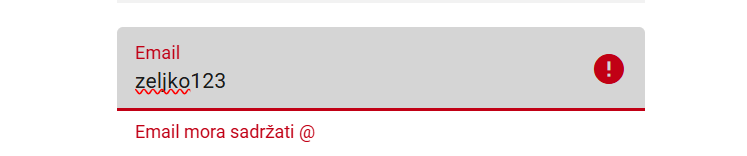 Email
zeljko123
Email mora sadržati @